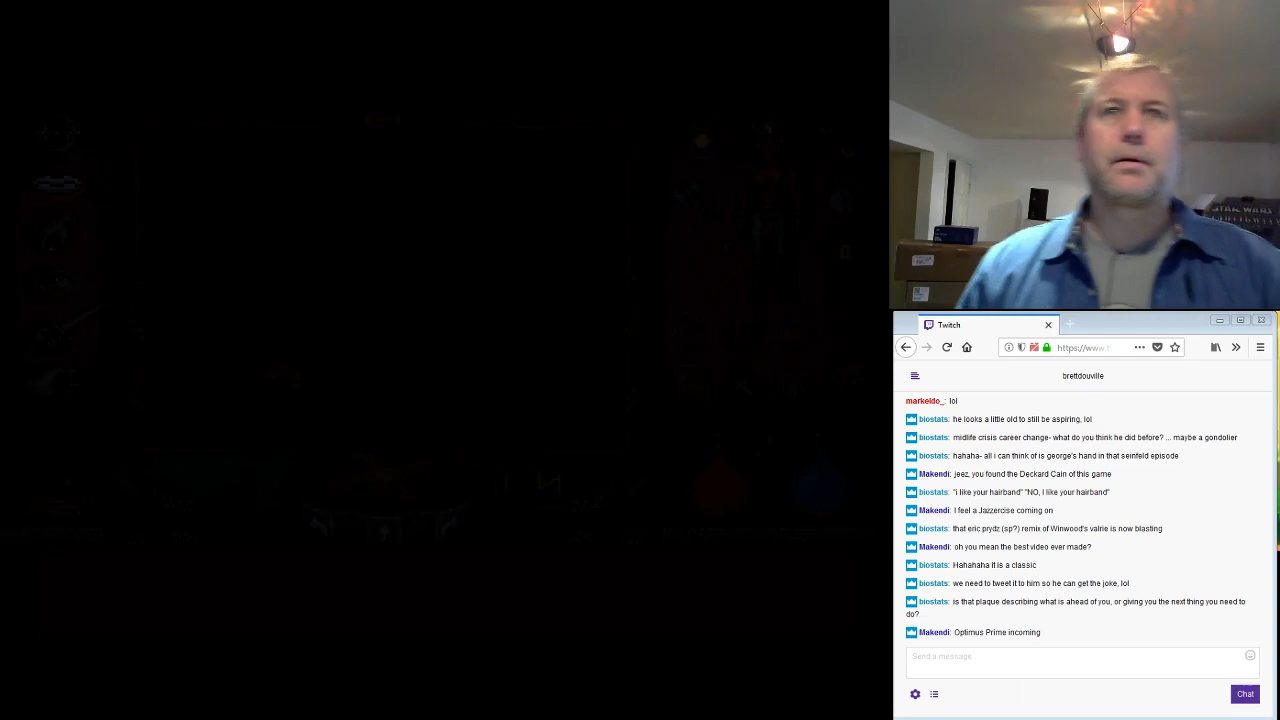 STAR WARS
Twitch
https://www.t
brettdouville
markeldo_: lol
biostats: he looks a little old to still be aspiring, lol
biostats: midlife crisis career change- what do you think he did before? ... maybe a gondolier
biostats: hahaha- all i can think of is george's hand in that seinfeld episode
Makendi: jeez, you found the Deckard Cain of this game
biostats: "i like your hairband" "NO, I like your hairband"
Makendi: I feel a Jazzercise coming on
biostats: that eric prydz (sp?) remix of Winwood's valrie is now blasting
Makendi: oh you mean the best video ever made?
biostats: Hahahaha it is a classic
biostats: we need to tweet it to him so he can get the joke, lol
biostats: is that plaque describing what is ahead of you, or giving you the next thing you need to
do?
Makendi: Optimus Prime incoming
Send a message
Chat